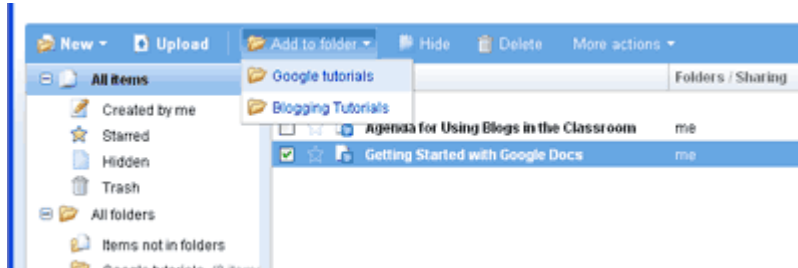 New Upload Add to folder Hide Delete More actions
All items Google tutorials Folders / Sharing
Created by me Blogging Tutorials
Starred Agenda for Using Blogs in the Classroom me
Hidden Getting Started with Google Docs me
Trash
All folders
Items not in folders